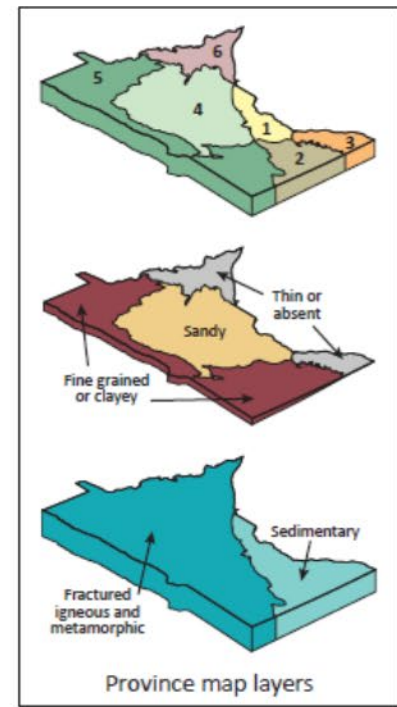 6
5
4
1
2
3
Thin or
absent
Sandy
Fine grained
or clayey
Sedimentary
Fractured
igneous and
metamorphic
Province map layers